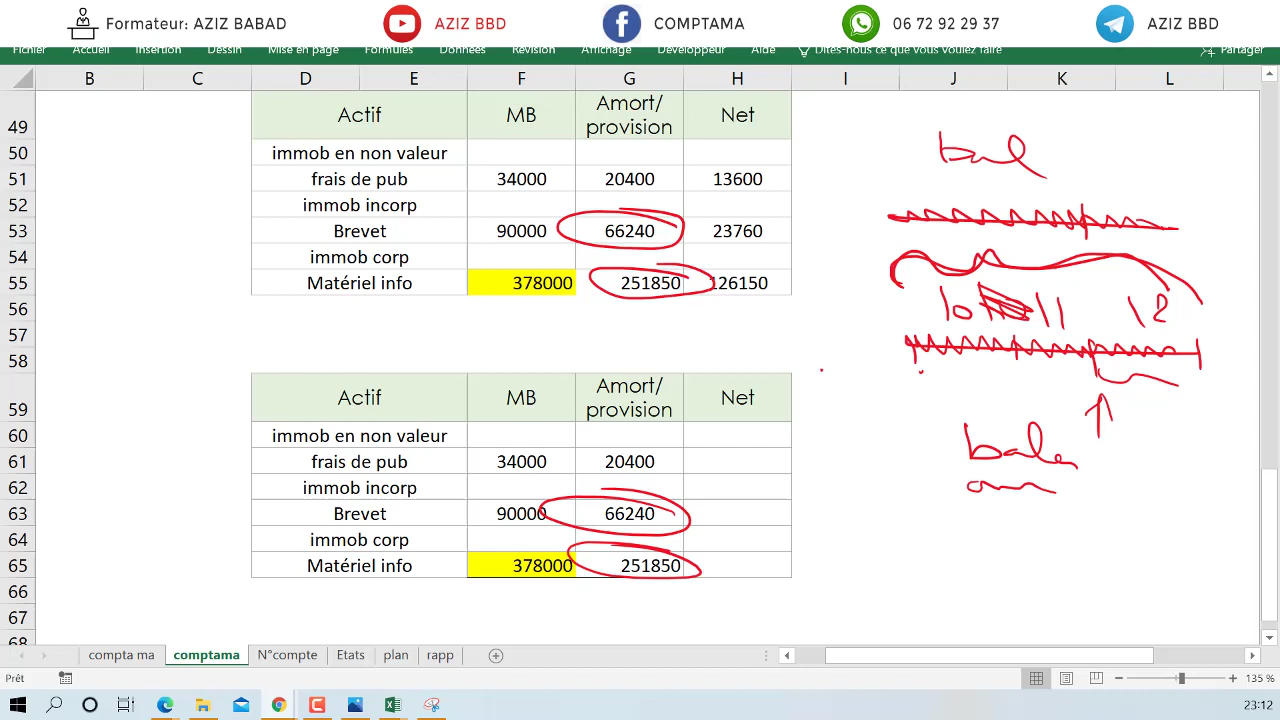 Formateur: AZIZ BABAD AZIZ BBD COMPTAMA 06 72 92 29 37 AZIZ BBD
Fichier Accueil Insertion Dessin Mise en page Formules Données Révision Affichage Développeur Aide Dites-nous ce que vous voulez faire Partager
B C D E F G H I J K L
49 Actif MB Amort/ provision Net
50 immob en non valeur
51 frais de pub 34000 20400 13600
52 immob incorp
53 Brevet 90000 66240 23760
54 immob corp
55 Matériel info 378000 251850 126150
56
57
58
59 Actif MB Amort/ provision
Net
60 immob en non valeur
61 frais de pub 34000 20400
62 immob incorp
63 Brevet 90000 66240
64 immob corp
65 Matériel info 378000 251850
66
67
68
bal
10 11 12
compta ma comptama N°compte Etats plan rapp
Prêt 135 %
23:12